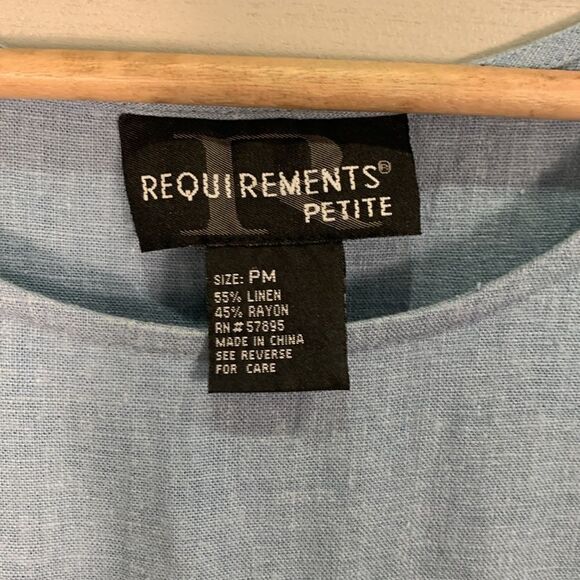 REQUIREMENTS®
PETITE
SIZE: PM
55% LINEN
45% RAYON
RN#57895
MADE IN CHINA
SEE REVERSE
FOR CARE